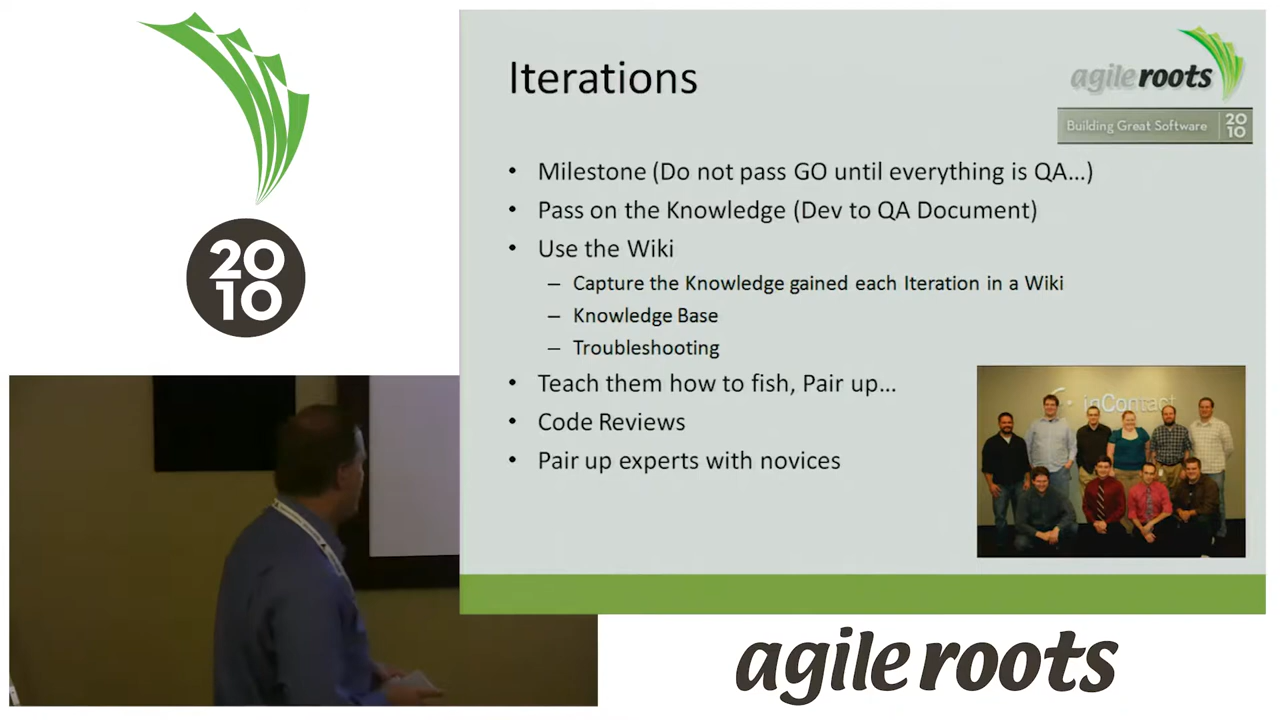 20
10
Iterations
agile roots
Building Great Software
20
10
• Milestone (Do not pass GO until everything is QA…)
• Pass on the Knowledge (Dev to QA Document)
• Use the Wiki
– Capture the Knowledge gained each Iteration in a Wiki
– Knowledge Base
– Troubleshooting
• Teach them how to fish, Pair up…
• Code Reviews
• Pair up experts with novices
inContact
agile roots